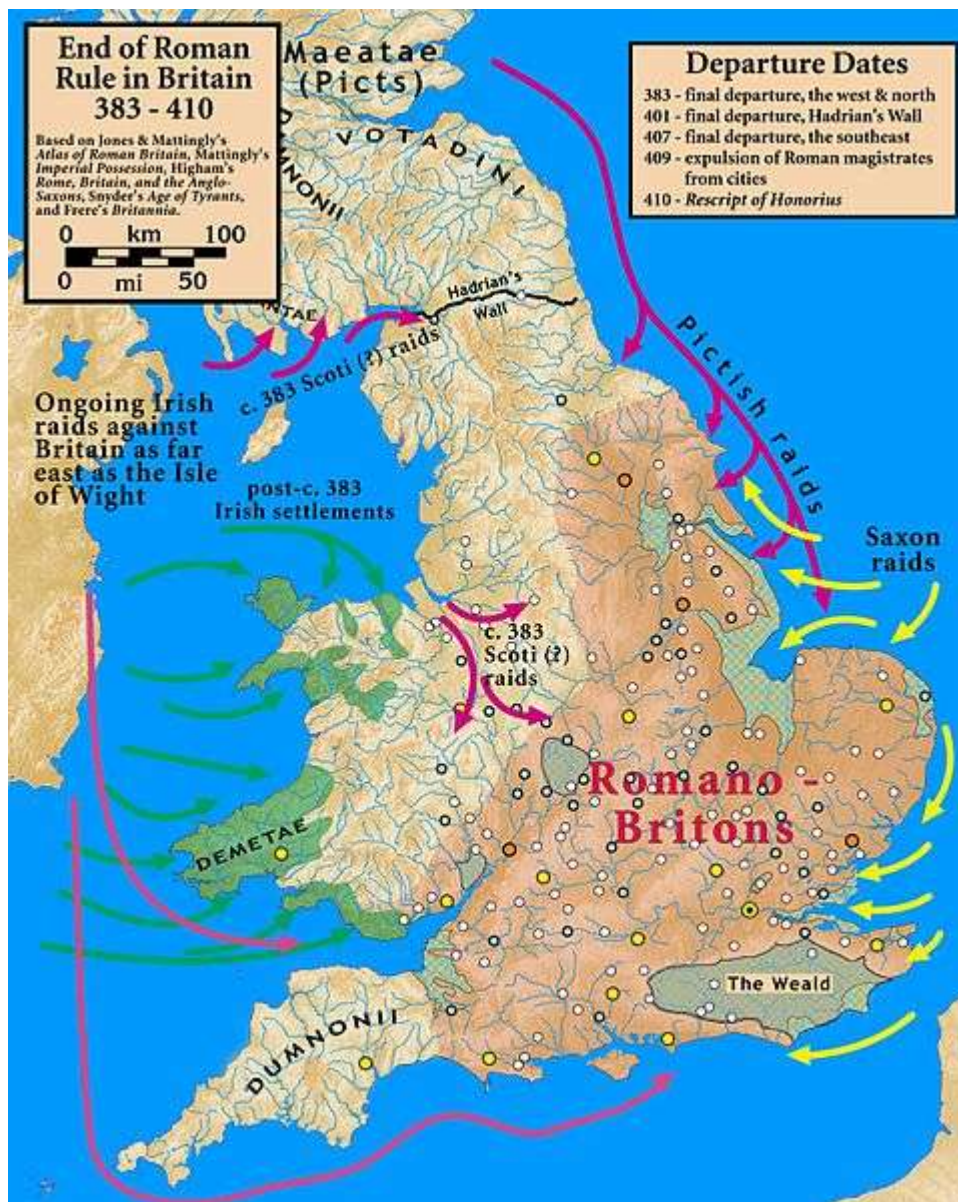 End of Roman
Rule in Britain
383 - 410
Based on Jones & Mattingly's
Atlas of Roman Britain, Mattingly's
Imperial Possession, Higham's
Rome, Britain, and the Anglo-
Saxons, Snyder's Age of Tyrants,
and Frere's Britannia.
0 km 100
0 mi 50
Departure Dates
383 - final departure, the west & north
401 - final departure, Hadrian's Wall
407 - final departure, the southeast
409 - expulsion of Roman magistrates
from cities
410 - Rescript of Honorius
Maeatae
(Picts)
VOTADINI
MNONII
NTAE
Hadrian's
Wall
c. 383 Scoti (?) raids
Pictish raids
Ongoing Irish
raids against
Britain as far
east as the Isle
of Wight
post-c. 383
Irish settlements
Saxon
raids
c. 383
Scoti (?)
raids
Romano -
Britons
DEMETAE
The Weald
DUMNONII